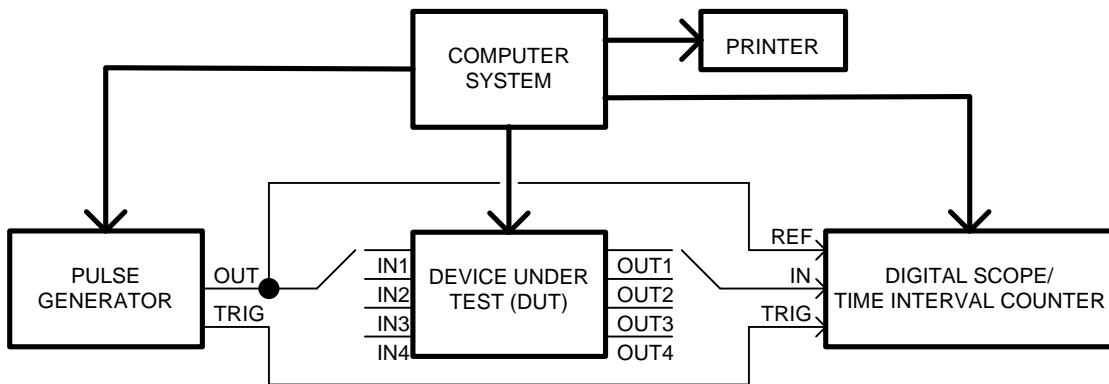 COMPUTER
SYSTEM
PRINTER
PULSE
GENERATOR
OUT
TRIG
IN1
IN2
IN3
IN4
DEVICE UNDER
TEST (DUT)
OUT1
OUT2
OUT3
OUT4
REF
IN
TRIG
DIGITAL SCOPE/
TIME INTERVAL COUNTER